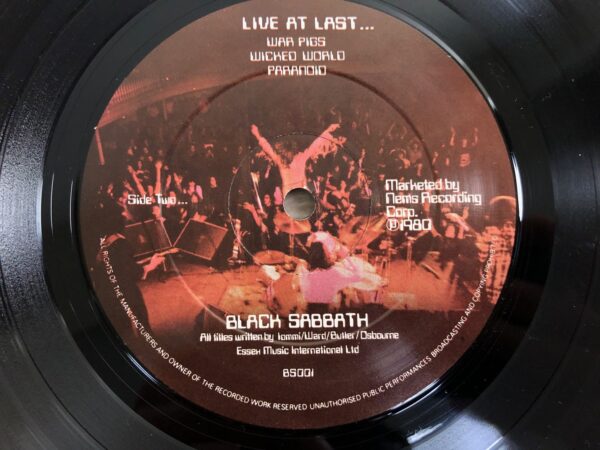 LIVE AT LAST...
WAR PIGS
WICKED WORLD
PARANOID
Side Two...
Marketed by
Nems Recording
Corp.
Ⓟ1980
BLACK SABBATH
All titles written by Iommi/Ward/Butler/Osbourne
Essex Music International Ltd
BS001
ALL RIGHTS OF THE MANUFACTURERS AND OWNER OF THE RECORDED WORK RESERVED UNAUTHORISED PUBLIC PERFORMANCES BROADCASTING AND COPYING PROHIBITED